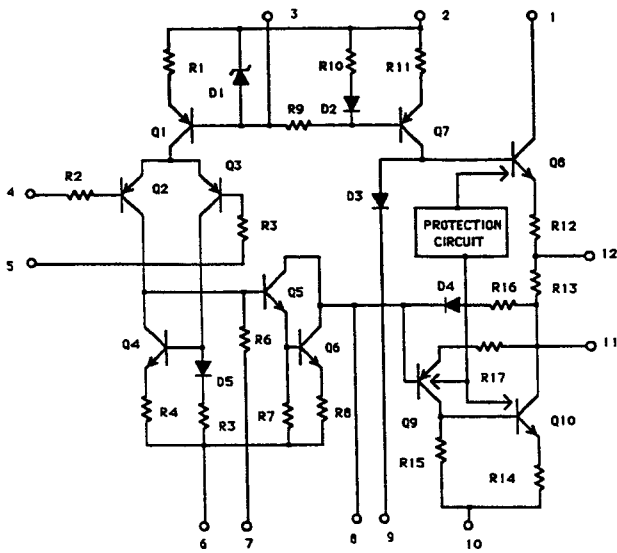 3 2 1
R1 R10 R11
D1
R9 D2
Q1 Q7
Q3 Q8
4 R2 Q2
D3
R3 PROTECTION
CIRCUIT
R12
5 12
D4 R16 R13
Q5
Q4 R6 Q6 11
D5 R17
R4 R3 R7 R8 Q9 Q10
R15 R14
6 7 8 9 10